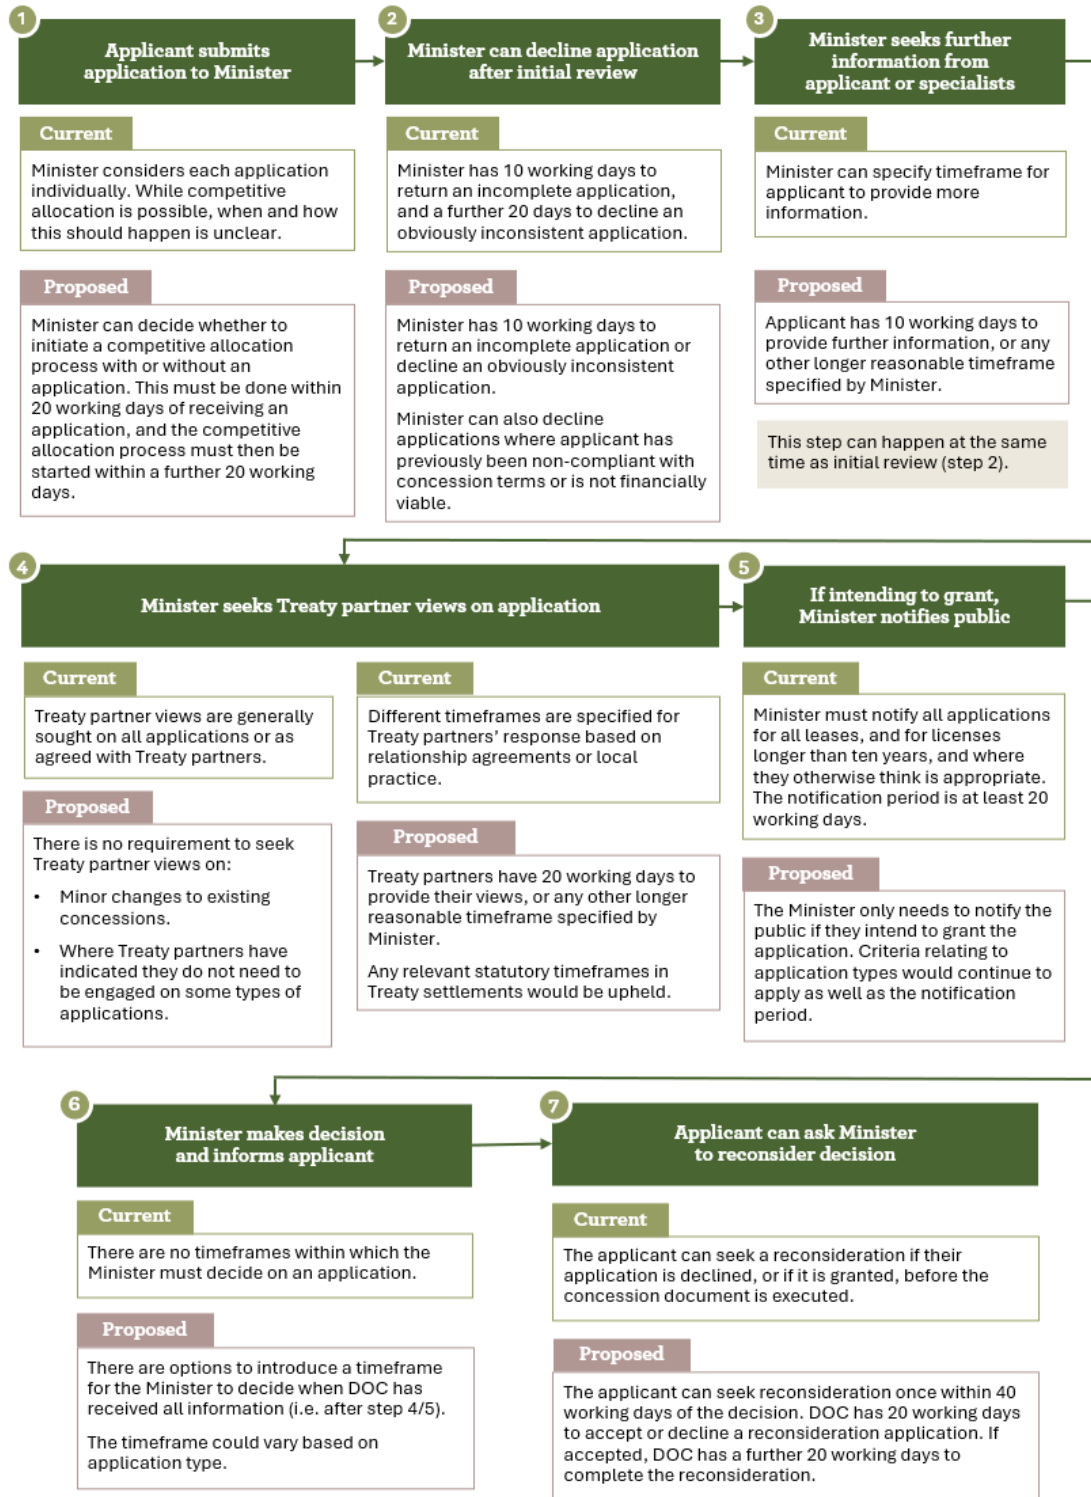 1
Applicant submits
application to Minister
Current
Minister considers each application
individually. While competitive
allocation is possible, when and how
this should happen is unclear.
Proposed
Minister can decide whether to
initiate a competitive allocation
process with or without an
application. This must be done within
20 working days of receiving an
application, and the competitive
allocation process must then be
started within a further 20 working
days.
2
Minister can decline application
after initial review
Current
Minister has 10 working days to
return an incomplete application,
and a further 20 days to decline an
obviously inconsistent application.
Proposed
Minister has 10 working days to
return an incomplete application or
decline an obviously inconsistent
application.
Minister can also decline
applications where applicant has
previously been non-compliant with
concession terms or is not financially
viable.
3
Minister seeks further
information from
applicant or specialists
Current
Minister can specify timeframe for
applicant to provide more
information.
Proposed
Applicant has 10 working days to
provide further information, or any
other longer reasonable timeframe
specified by Minister.
This step can happen at the same
time as initial review (step 2).
4
Minister seeks Treaty partner views on application
Current
Treaty partner views are generally
sought on all applications or as
agreed with Treaty partners.
Proposed
There is no requirement to seek
Treaty partner views on:
• Minor changes to existing
concessions.
• Where Treaty partners have
indicated they do not need to
be engaged on some types of
applications.
Current
Different timeframes are specified for
Treaty partners' response based on
relationship agreements or local
practice.
Proposed
Treaty partners have 20 working days to
provide their views, or any other longer
reasonable timeframe specified by
Minister.
Any relevant statutory timeframes in
Treaty settlements would be upheld.
5
If intending to grant,
Minister notifies public
Current
Minister must notify all applications
for all leases, and for licenses
longer than ten years, and where
they otherwise think is appropriate.
The notification period is at least 20
working days.
Proposed
The Minister only needs to notify the
public if they intend to grant the
application. Criteria relating to
application types would continue to
apply as well as the notification
period.
6
Minister makes decision
and informs applicant
Current
There are no timeframes within which the
Minister must decide on an application.
Proposed
There are options to introduce a timeframe
for the Minister to decide when DOC has
received all information (i.e. after step 4/5).
The timeframe could vary based on
application type.
7
Applicant can ask Minister
to reconsider decision
Current
The applicant can seek a reconsideration if their
application is declined, or if it is granted, before the
concession document is executed.
Proposed
The applicant can seek reconsideration once within 40
working days of the decision. DOC has 20 working days
to accept or decline a reconsideration application. If
accepted, DOC has a further 20 working days to
complete the reconsideration.